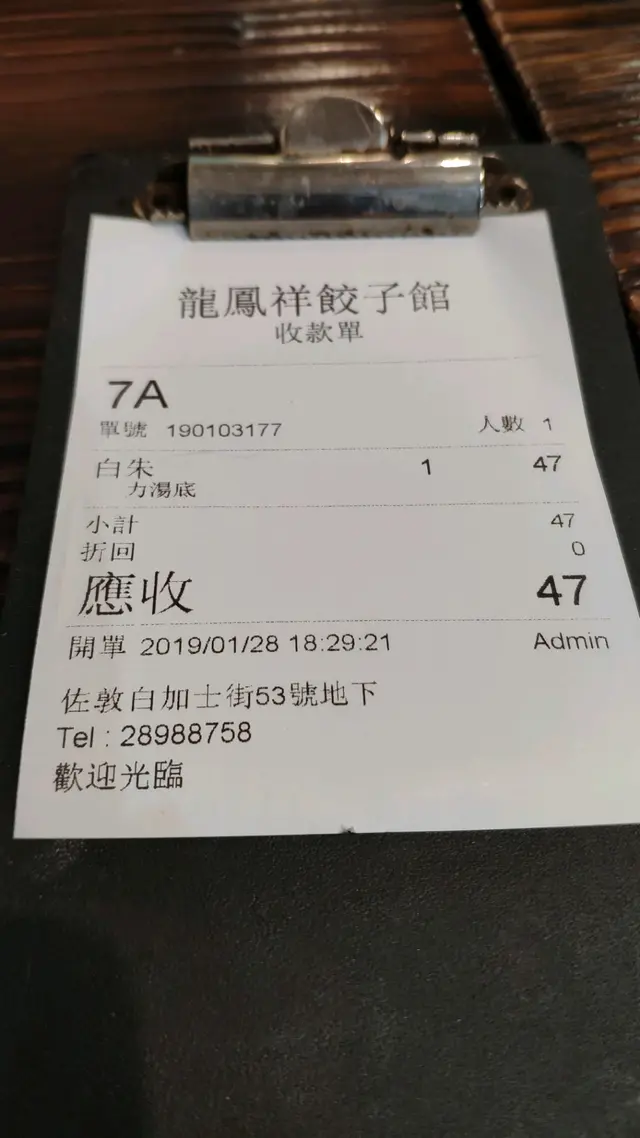 龍鳳祥餃子館
收款單
7A
單號 190103177 人數 1
白朱 1 47
力湯底
小計 47
折回 0
應收 47
開單 2019/01/28 18:29:21 Admin
佐敦白加士街53號地下
Tel : 28988758
歡迎光臨